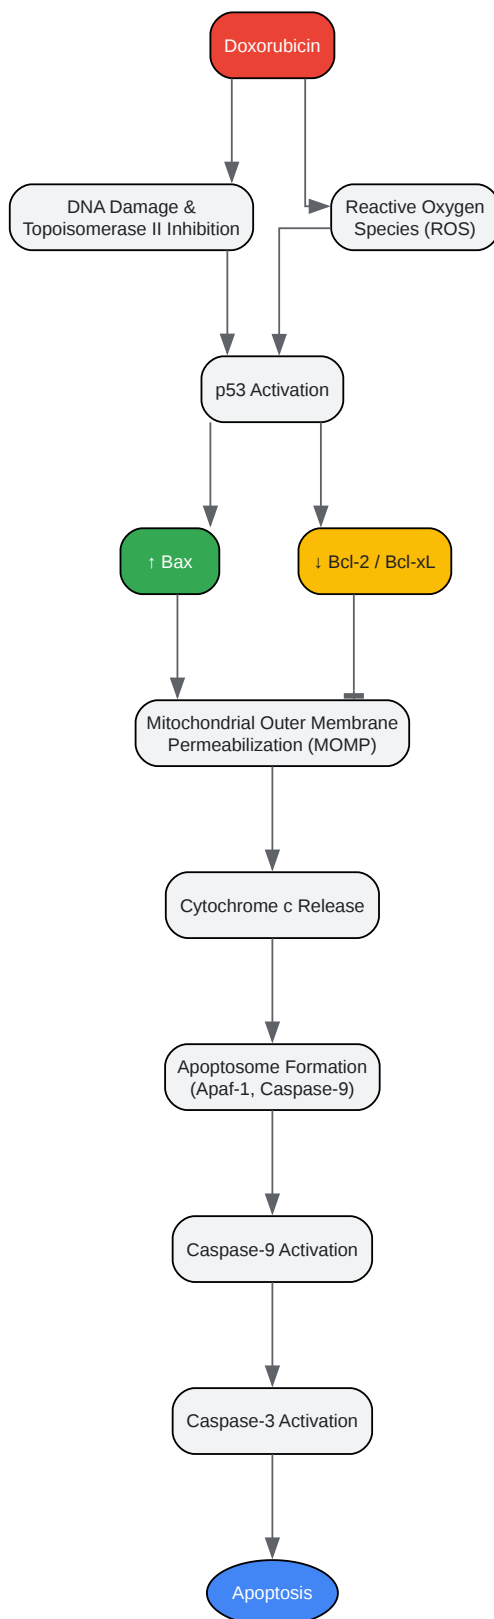 Doxorubicin
DNA Damage &
Topoisomerase II Inhibition
Reactive Oxygen
Species (ROS)
p53 Activation
↑ Bax
↓ Bcl-2 / Bcl-xL
Mitochondrial Outer Membrane
Permeabilization (MOMP)
Cytochrome c Release
Apoptosome Formation
(Apaf-1, Caspase-9)
Caspase-9 Activation
Caspase-3 Activation
Apoptosis